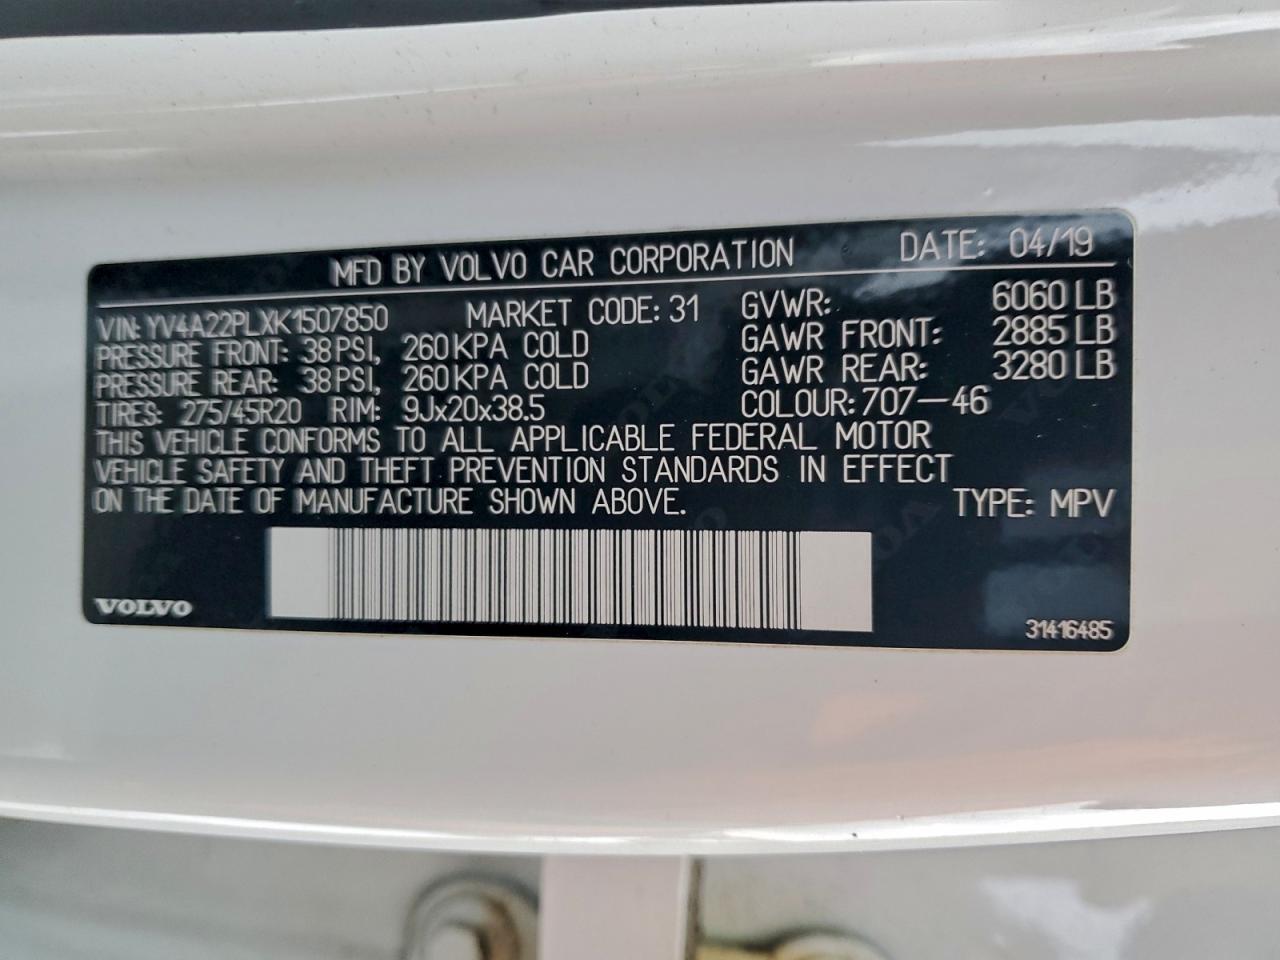 MFD BY VOLVO CAR CORPORATION DATE: 04/19
VIN: YV4A22PLXK1507850 MARKET CODE: 31 GVWR: 6060 LB
PRESSURE FRONT: 38 PSI, 260 KPA COLD GAWR FRONT: 2885 LB
PRESSURE REAR: 38 PSI, 260 KPA COLD GAWR REAR: 3280 LB
TIRES: 275/45R20 RIM: 9Jx20x38.5 COLOUR: 707-46
THIS VEHICLE CONFORMS TO ALL APPLICABLE FEDERAL MOTOR
VEHICLE SAFETY AND THEFT PREVENTION STANDARDS IN EFFECT
ON THE DATE OF MANUFACTURE SHOWN ABOVE. TYPE: MPV
VOLVO
31416485